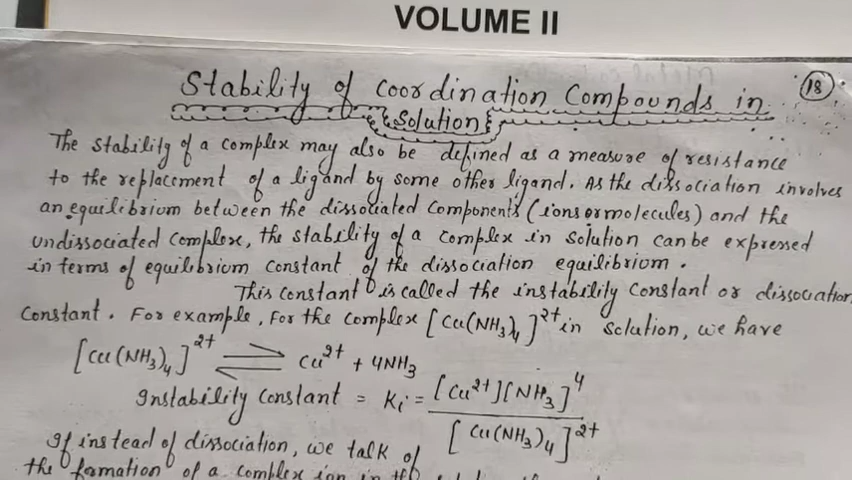 VOLUME II
18
Stability of coordination compounds in
Solution
The stability of a complex may also be defined as a measure of resistance
to the replacement of a ligand by some other ligand. As the dissociation involves
an equilibrium between the dissociated components (ions or molecules) and the
undissociated complex, the stability of a complex in solution can be expressed
in terms of equilibrium constant of the dissociation equilibrium.
This constant is called the instability constant or dissociation
constant. For example, For the complex [Cu(NH₃)₄]²⁺ in solution, we have
[Cu(NH₃)₄]²⁺ ⇌ Cu²⁺ + 4NH₃
Instability constant = Ki = [Cu²⁺][NH₃]⁴
[Cu(NH₃)₄]²⁺
If instead of dissociation, we talk of
the formation of a complex ion in the